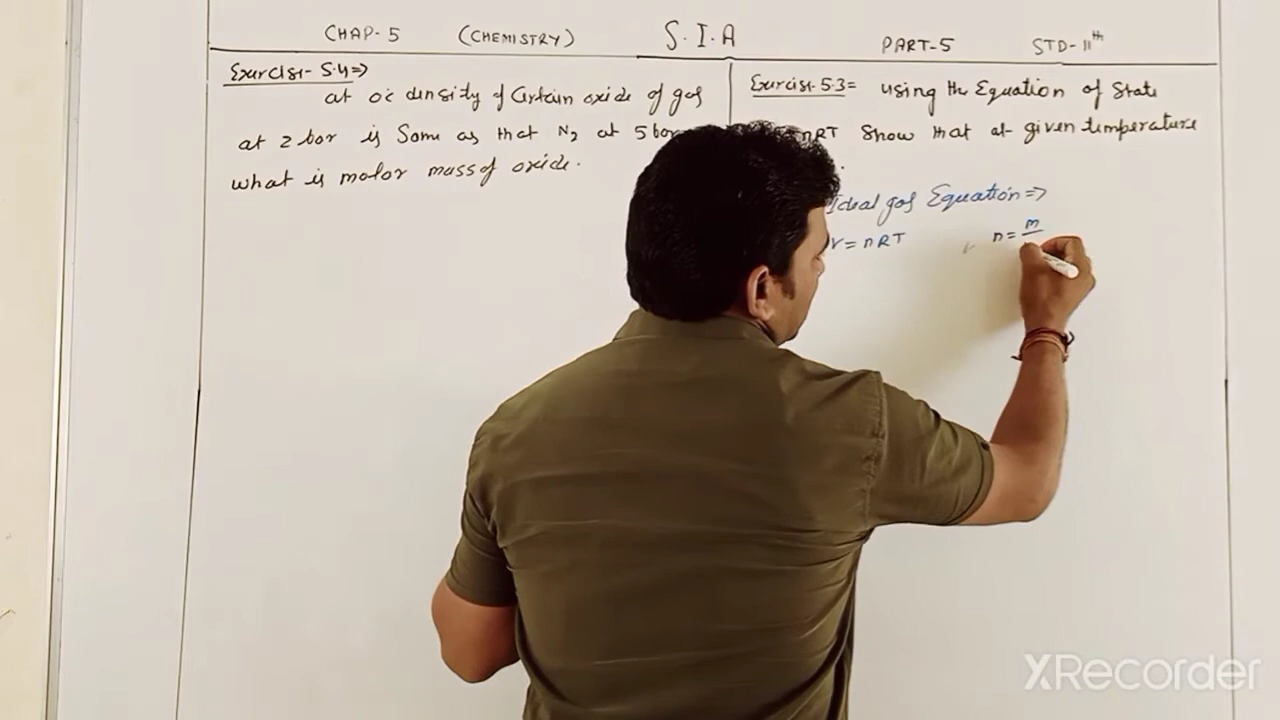 CHAP-5 (CHEMISTRY) S.I.A PART-5 STD-11th
Exercise-5.4⇒
at 0c density of Certain oxide of gas
at 2 bar is Same as that N2 at 5 bar
what is molar mass of oxide.
Exercise.5.3= using the Equation of State
nRT Show that at given temperature
Ideal gas Equation⇒
V=nRT n=m
XRecorder